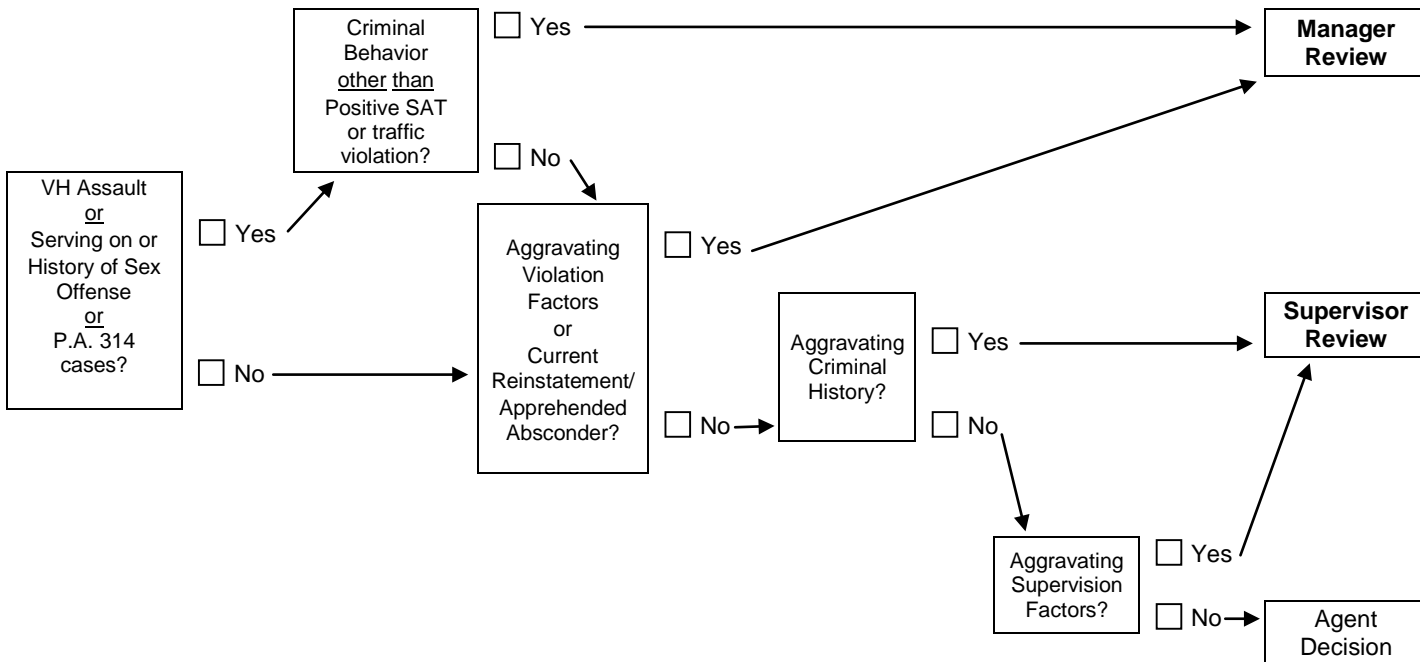 Criminal
Behavior
other than
Positive SAT
or traffic
violation?
Yes
No
Manager
Review
VH Assault
or
Serving on or
History of Sex
Offense
or
P.A. 314
cases?
Yes
No
Aggravating
Violation
Factors
or
Current
Reinstatement/
Apprehended
Absconder?
Yes
No
Aggravating
Criminal
History?
Yes
No
Supervisor
Review
Aggravating
Supervision
Factors?
Yes
No
Agent
Decision